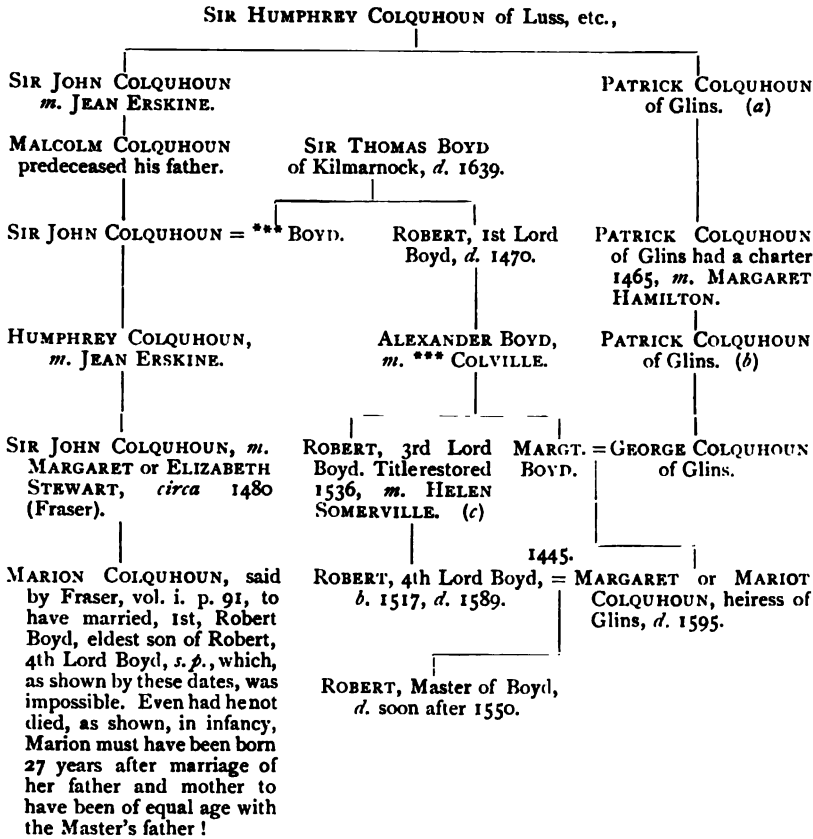 SIR HUMPHREY COLQUHOUN of Luss, etc.,
SIR JOHN COLQUHOUN
m. JEAN ERSKINE.
PATRICK COLQUHOUN
of Glins. (a)
MALCOLM COLQUHOUN
predeceased his father.
SIR THOMAS BOYD
of Kilmarnock, d. 1639.
SIR JOHN COLQUHOUN = *** BOYD.
ROBERT, 1st Lord
Boyd, d. 1470.
PATRICK COLQUHOUN
of Glins had a charter
1465, m. MARGARET
HAMILTON.
HUMPHREY COLQUHOUN,
m. JEAN ERSKINE.
ALEXANDER BOYD,
m. *** COLVILLE.
PATRICK COLQUHOUN
of Glins. (b)
SIR JOHN COLQUHOUN, m.
MARGARET or ELIZABETH
STEWART, circa 1480
(Fraser).
ROBERT, 3rd Lord
Boyd. Title restored
1536, m. HELEN
SOMERVILLE. (c)
MARGT. = GEORGE COLQUHOUN
BOYD. of Glins.
MARION COLQUHOUN, said
by Fraser, vol. i. p. 91, to
have married, 1st, Robert
Boyd, eldest son of Robert,
4th Lord Boyd, s.p., which,
as shown by these dates, was
impossible. Even had he not
died, as shown, in infancy,
Marion must have been born
27 years after marriage of
her father and mother to
have been of equal age with
the Master's father !
1445.
ROBERT, 4th Lord Boyd, = MARGARET or MARIOT
b. 1517, d. 1589. COLQUHOUN, heiress of
Glins, d. 1595.
ROBERT, Master of Boyd,
d. soon after 1550.